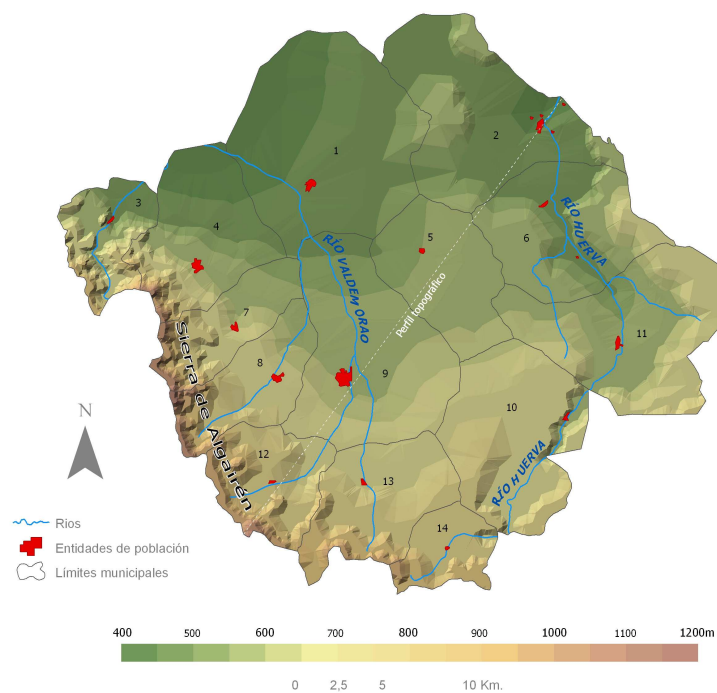 1
2
3
4
5
6
7
8
9
10
11
12
13
14
RÍO VALDEM ORAO
RÍO HUERVA
Perfil topográfico
Sierra de Algairén
RÍO H UERVA
N
Rios
Entidades de población
Límites municipales
400 500 600 700 800 900 1000 1100 1200m
0 2,5 5 10 Km.